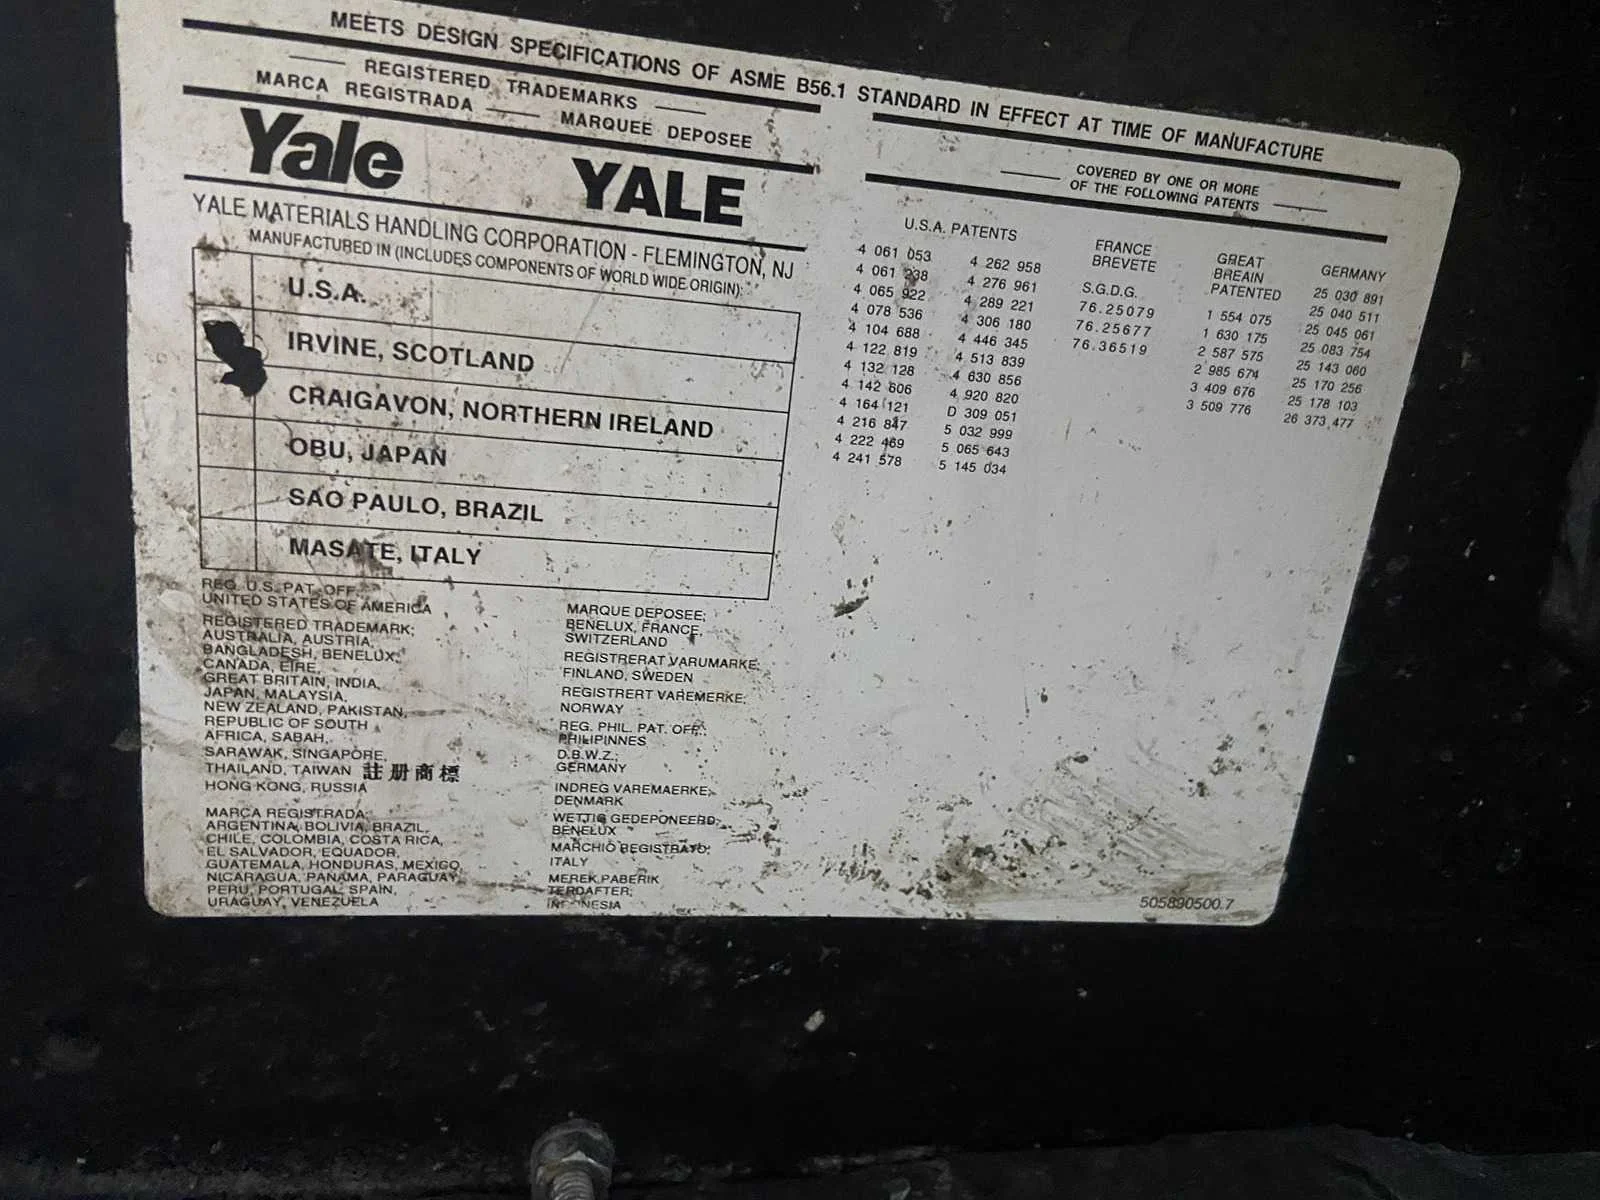 MEETS DESIGN SPECIFICATIONS OF ASME B56.1 STANDARD IN EFFECT AT TIME OF MANUFACTURE
REGISTERED TRADEMARKS
MARCA REGISTRADA
MARQUEE DEPOSEE
Yale YALE
YALE MATERIALS HANDLING CORPORATION - FLEMINGTON, NJ
MANUFACTURED IN (INCLUDES COMPONENTS OF WORLD WIDE ORIGIN):
U.S.A.
IRVINE, SCOTLAND
CRAIGAVON, NORTHERN IRELAND
OBU, JAPAN
SAO PAULO, BRAZIL
MASATE, ITALY
REG. U.S. PAT. OFF.
UNITED STATES OF AMERICA
REGISTERED TRADEMARK;
AUSTRALIA, AUSTRIA,
BANGLADESH, BENELUX,
CANADA, EIRE,
GREAT BRITAIN, INDIA,
JAPAN, MALAYSIA,
NEW ZEALAND, PAKISTAN,
REPUBLIC OF SOUTH
AFRICA, SABAH,
SARAWAK, SINGAPORE,
THAILAND, TAIWAN 註册商標
HONG KONG, RUSSIA
MARCA REGISTRADA;
ARGENTINA, BOLIVIA, BRAZIL,
CHILE, COLOMBIA, COSTA RICA,
EL SALVADOR, EQUADOR,
GUATEMALA, HONDURAS, MEXICO,
NICARAGUA, PANAMA, PARAGUAY,
PERU, PORTUGAL, SPAIN,
URAGUAY, VENEZUELA
MARQUE DEPOSEE;
BENELUX, FRANCE,
SWITZERLAND
REGISTRERAT VARUMARKE;
FINLAND, SWEDEN
REGISTRERT VAREMERKE;
NORWAY
REG. PHIL. PAT. OFF.;
PHILIPINNES
D.B.W.Z.;
GERMANY
INDREG VAREMAERKE;
DENMARK
WETTIG GEDEPONEERD;
BENELUX
MARCHIO REGISTRATO;
ITALY
MEREK PABERIK
TERDAFTER;
INDONESIA
COVERED BY ONE OR MORE
OF THE FOLLOWING PATENTS
U.S.A. PATENTS
4 061 053
4 061 238
4 065 922
4 078 536
4 104 688
4 122 819
4 132 128
4 142 606
4 164 121
4 216 847
4 222 469
4 241 578
4 262 958
4 276 961
4 289 221
4 306 180
4 446 345
4 513 839
4 630 856
4 920 820
D 309 051
5 032 999
5 065 643
5 145 034
FRANCE
BREVETE
S.G.D.G.
76.25079
76.25677
76.36519
GREAT
BREAIN
PATENTED
1 554 075
1 630 175
2 587 575
2 985 674
3 409 676
3 509 776
GERMANY
25 030 891
25 040 511
25 045 061
25 083 754
25 143 060
25 170 256
25 178 103
26 373 477
505890500.7